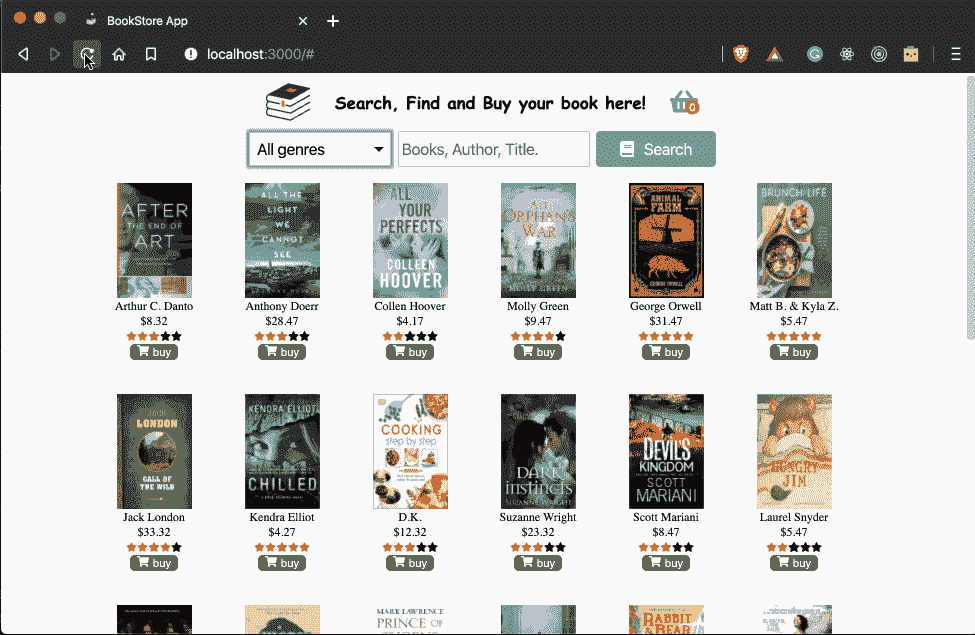 BookStore App
localhost:3000/#
Search, Find and Buy your book here!
0
All genres
Books, Author, Title.
Search
AFTER
THE END OF
ART
ALL THE
LIGHT
WE
CANNOT
SEE
ALL
YOUR
PERFECTS
COLLEEN
HOOVER
AN
ORPHAN'S
WAR
MOLLY GREEN
ANIMAL
FARM
GEORGE ORWELL
BRUNCH LIFE
Arthur C. Danto
Anthony Doerr
Collen Hoover
Molly Green
George Orwell
Matt B. & Kyla Z.
$8.32
$28.47
$4.17
$9.47
$31.47
$5.47
buy
buy
buy
buy
buy
buy
JACK
LONDON
CALL OF
THE WILD
KENDRA ELLIOT
CHILLED
COOKING
step by step
DARK
instincts
SUZANNE WRIGHT
DEVIL'S
KINGDOM
SCOTT
MARIANI
HUNGRY
JIM
Jack London
Kendra Elliot
D.K.
Suzanne Wright
Scott Mariani
Laurel Snyder
$33.32
$4.27
$12.32
$23.32
$8.47
$5.47
buy
buy
buy
buy
buy
buy
MARK LAWRENCE
PRINCE OF
RABBIT
& BEAR